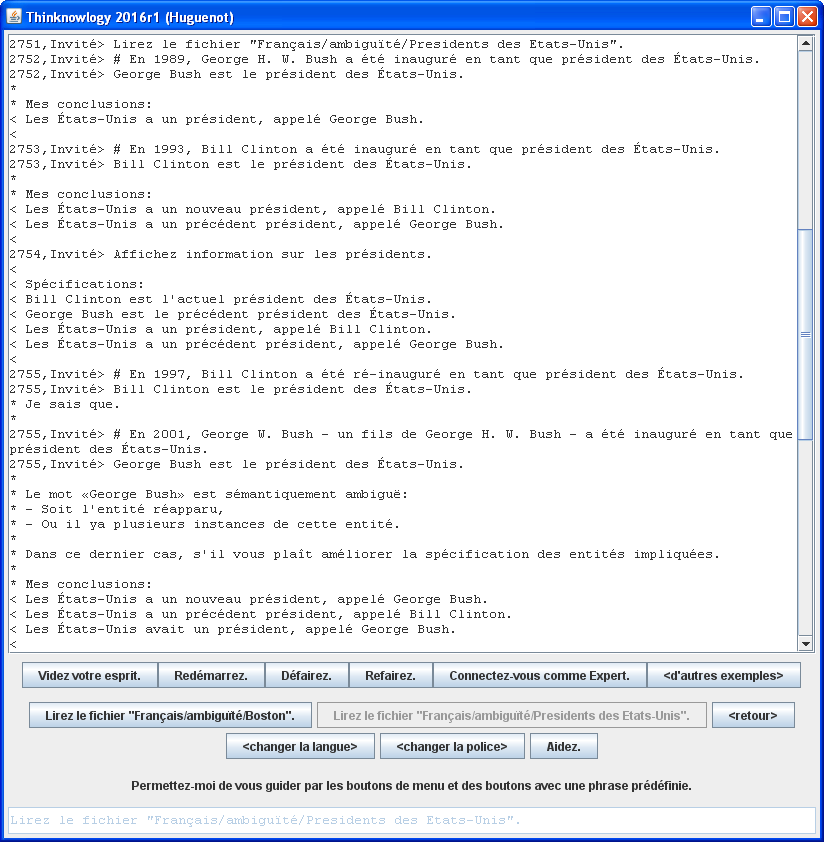 Thinknowlogy 2016r1 (Huguenot)
2751,Invité> Lirez le fichier "Français/ambiguïté/Presidents des Etats-Unis".
2752,Invité> # En 1989, George H. W. Bush a été inauguré en tant que président des États-Unis.
2752,Invité> George Bush est le président des États-Unis.
*
* Mes conclusions:
< Les États-Unis a un président, appelé George Bush.
<
2753,Invité> # En 1993, Bill Clinton a été inauguré en tant que président des États-Unis.
2753,Invité> Bill Clinton est le président des États-Unis.
*
* Mes conclusions:
< Les États-Unis a un nouveau président, appelé Bill Clinton.
< Les États-Unis a un précédent président, appelé George Bush.
<
2754,Invité> Affichez information sur les présidents.
<
< Spécifications:
< Bill Clinton est l'actuel président des États-Unis.
< George Bush est le précédent président des États-Unis.
< Les États-Unis a un président, appelé Bill Clinton.
< Les États-Unis a un précédent président, appelé George Bush.
<
2755,Invité> # En 1997, Bill Clinton a été ré-inauguré en tant que président des États-Unis.
2755,Invité> Bill Clinton est le président des États-Unis.
* Je sais que.
*
2755,Invité> # En 2001, George W. Bush - un fils de George H. W. Bush - a été inauguré en tant que
président des États-Unis.
2755,Invité> George Bush est le président des États-Unis.
*
* Le mot «George Bush» est sémantiquement ambiguë:
* - Soit l'entité réapparu,
* - Ou il ya plusieurs instances de cette entité.
*
* Dans ce dernier cas, s'il vous plaît améliorer la spécification des entités impliquées.
*
* Mes conclusions:
< Les États-Unis a un nouveau président, appelé George Bush.
< Les États-Unis a un précédent président, appelé Bill Clinton.
< Les États-Unis avait un président, appelé George Bush.
<
Videz votre esprit. Redémarrez. Défairez. Refairez. Connectez-vous comme Expert. <d'autres exemples>
Lirez le fichier "Français/ambiguïté/Boston". Lirez le fichier "Français/ambiguïté/Presidents des Etats-Unis". <retour>
<changer la langue> <changer la police> Aidez.
Permettez-moi de vous guider par les boutons de menu et des boutons avec une phrase prédéfinie.
Lirez le fichier "Français/ambiguïté/Presidents des Etats-Unis".